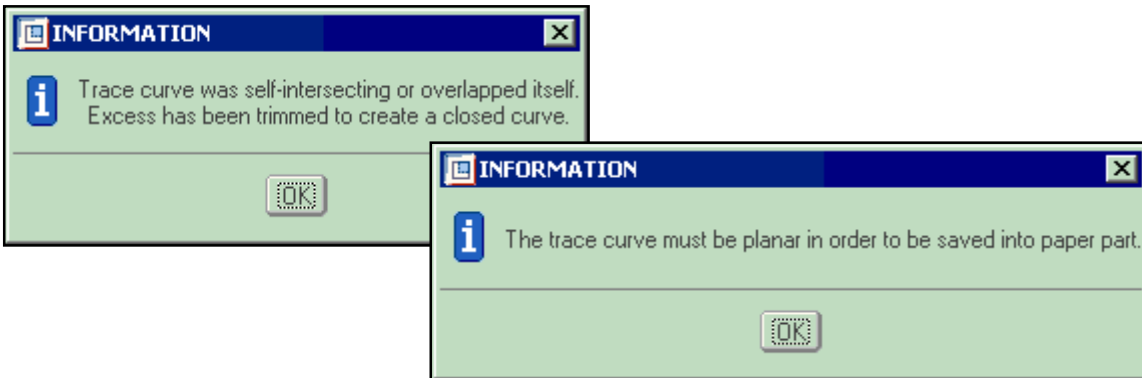 INFORMATION
Trace curve was self-intersecting or overlapped itself.
Excess has been trimmed to create a closed curve.
OK
INFORMATION
The trace curve must be planar in order to be saved into paper part.
OK